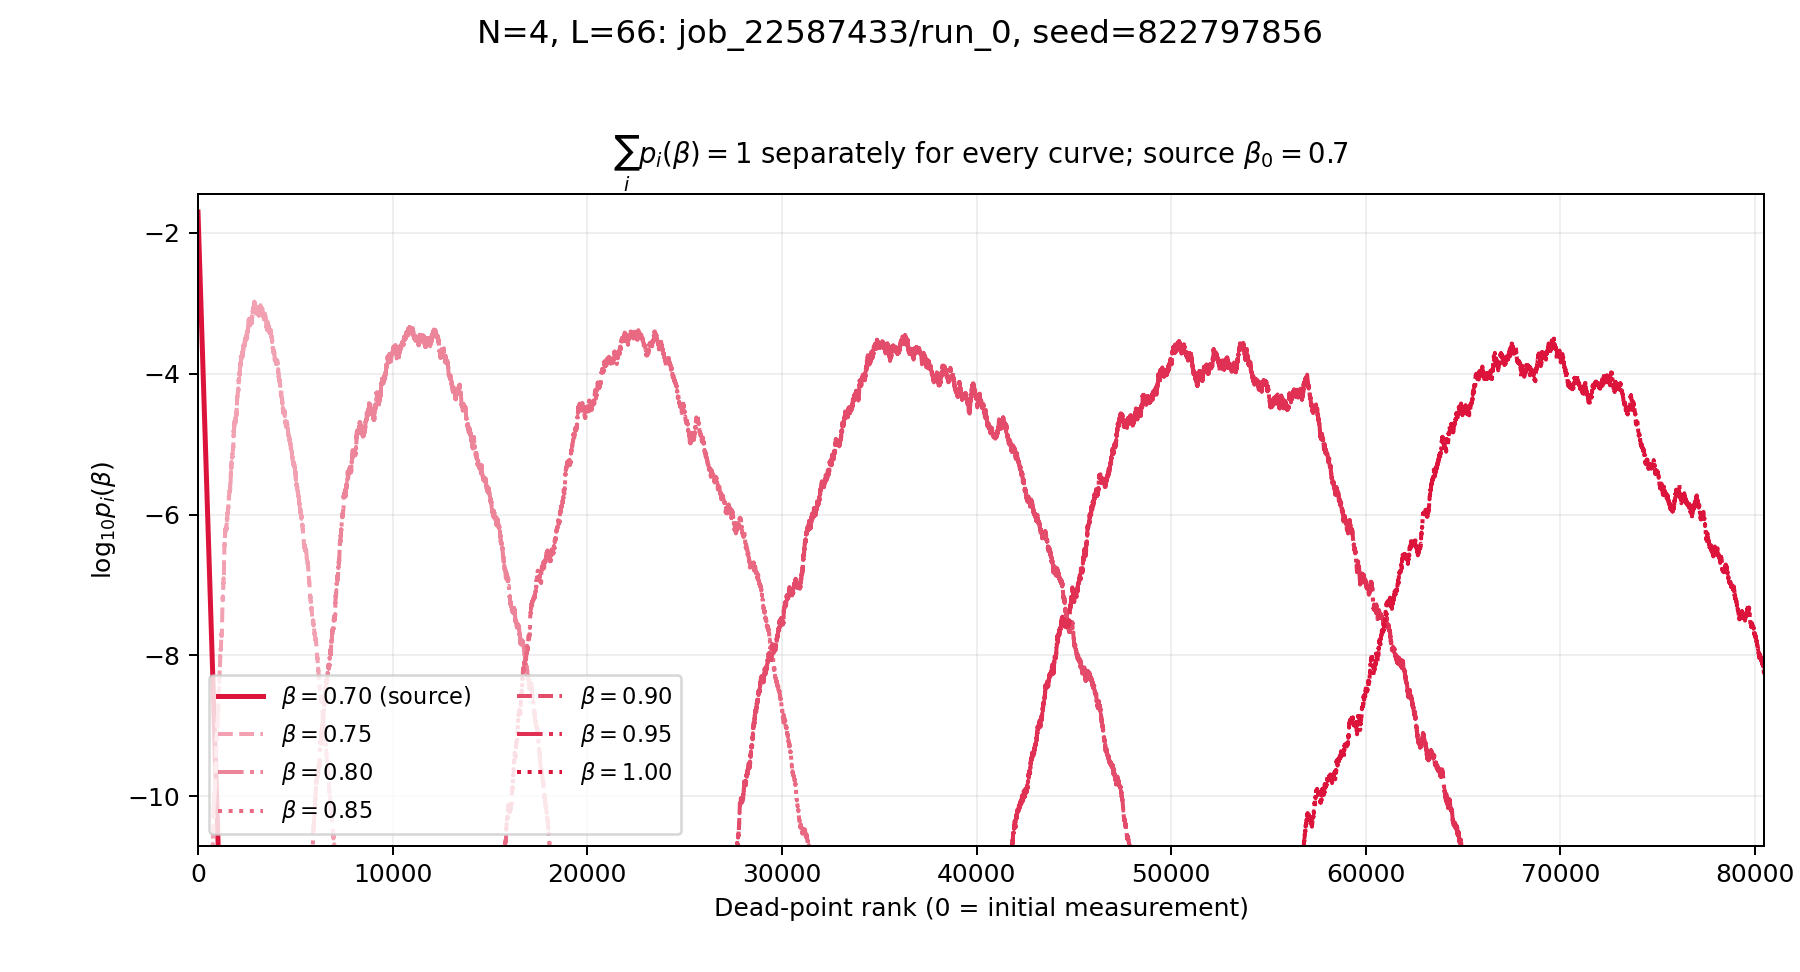 N=4, L=66: job_22587433/run_0, seed=822797856
∑_i p_i(β) = 1 separately for every curve; source β_0 = 0.7
log_10 p_i(β)
−2
−4
−6
−8
−10
β = 0.70 (source)
β = 0.75
β = 0.80
β = 0.85
β = 0.90
β = 0.95
β = 1.00
0 10000 20000 30000 40000 50000 60000 70000 80000
Dead-point rank (0 = initial measurement)